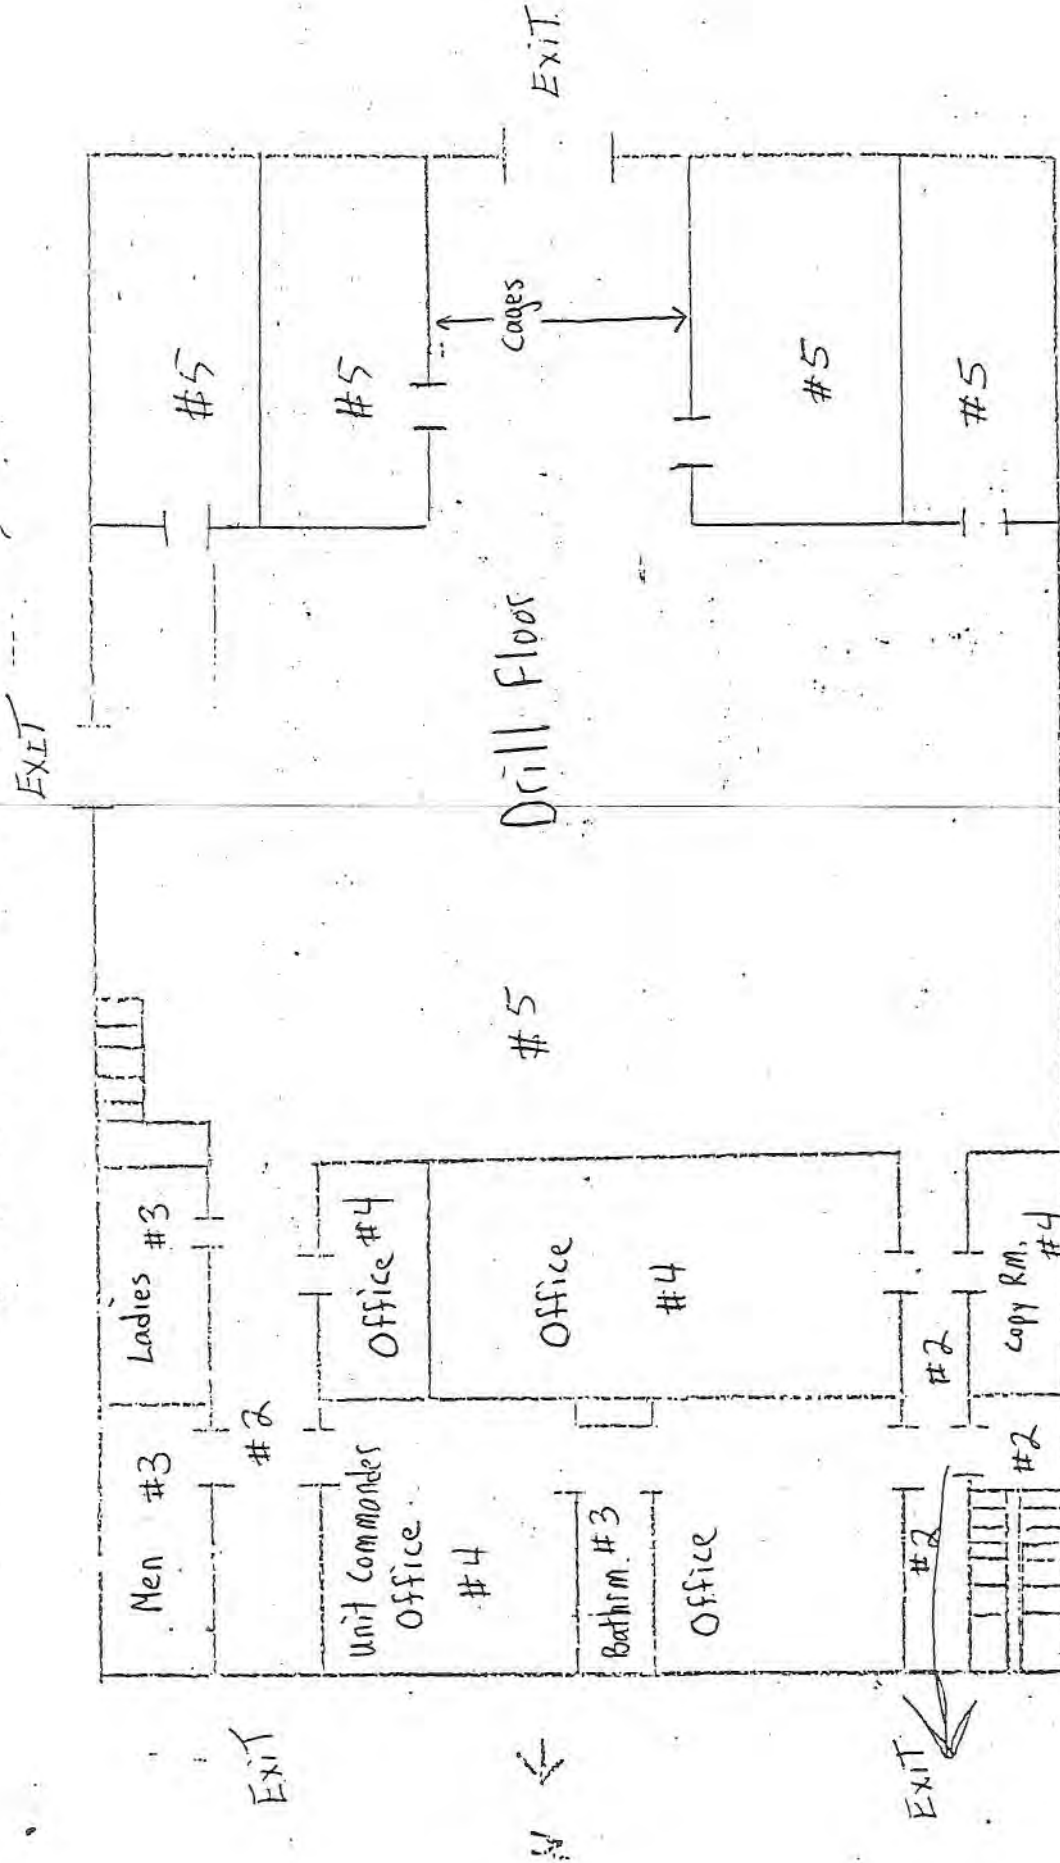 EXIT
Men #3
Ladies #3
#5
ExiT
#2
#5
Unit Commander
Office
#4
Office #4
Office
#4
#5
Drill Floor
Cages
ExiT
N
Bathrm. #3
Office
#5
ExiT
#2
#2
#5
#2
Copy RM.
#4